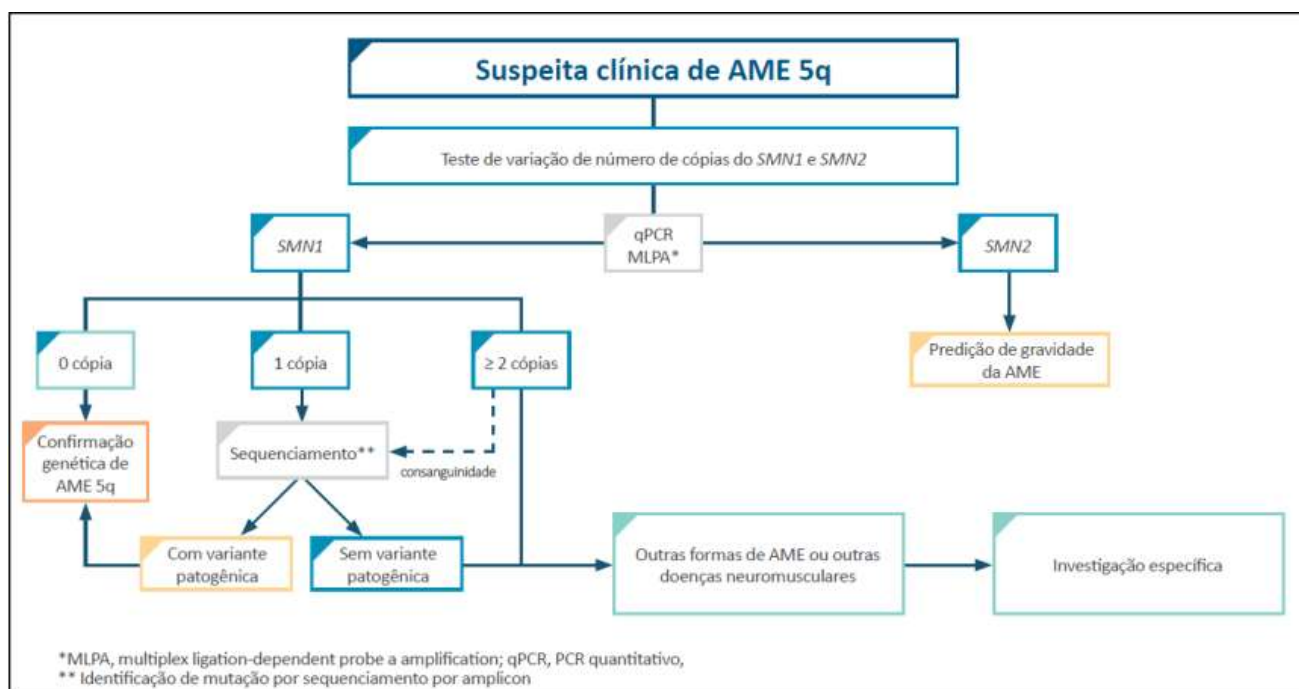 Suspeita clínica de AME 5q
Teste de variação de número de cópias do SMN1 e SMN2
SMN1
qPCR
MLPA*
SMN2
0 cópia
1 cópia
≥ 2 cópias
Predição de gravidade
da AME
Confirmação
genética de
AME 5q
Sequenciamento**
consanguinidade
Com variante
patogênica
Sem variante
patogênica
Outras formas de AME ou outras
doenças neuromusculares
Investigação específica
*MLPA, multiplex ligation-dependent probe a amplification; qPCR, PCR quantitativo,
** Identificação de mutação por sequenciamento por amplicon